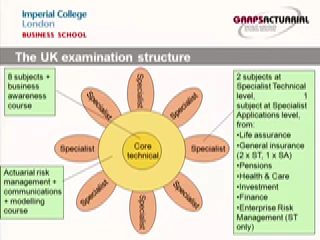 Imperial College
London
BUSINESS SCHOOL
GRAPSACTUARIAL
The UK examination structure
8 subjects +
business
awareness
course
Actuarial risk
management +
communications
+ modelling
course
Specialist
Specialist
Specialist
Specialist
Core
technical
Specialist
Specialist
Specialist
Specialist
2 subjects at
Specialist Technical
level, 1
subject at Specialist
Applications level,
from:
•Life assurance
•General insurance
(2 x ST, 1 x SA)
•Pensions
•Health & Care
•Investment
•Finance
•Enterprise Risk
Management (ST
only)